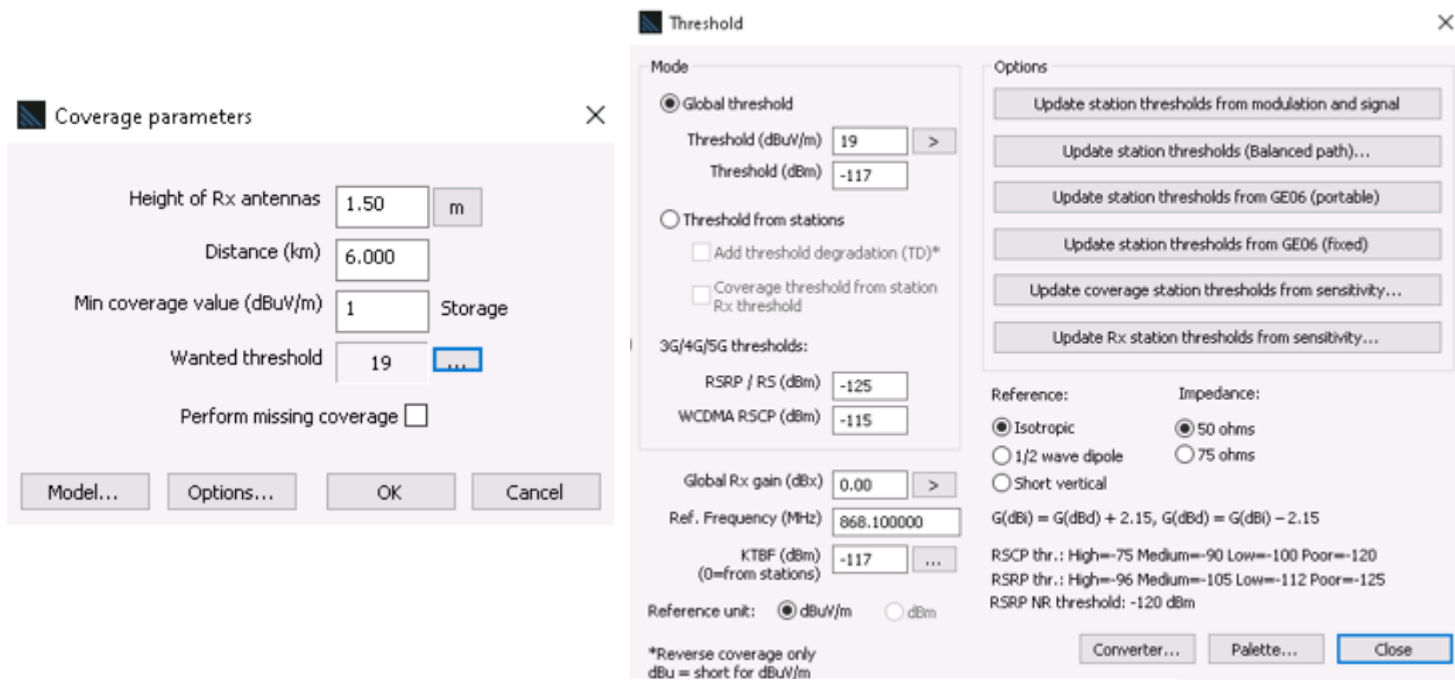 Coverage parameters
Height of Rx antennas 1.50 m
Distance (km) 6.000
Min coverage value (dBuV/m) 1 Storage
Wanted threshold 19 ...
Perform missing coverage
Model... Options... OK Cancel
Threshold
Mode
Global threshold
Threshold (dBuV/m) 19 >
Threshold (dBm) -117
Threshold from stations
Add threshold degradation (TD)*
Coverage threshold from station
Rx threshold
3G/4G/5G thresholds:
RSRP / RS (dBm) -125
WCDMA RSCP (dBm) -115
Global Rx gain (dBx) 0.00 >
Ref. Frequency (MHz) 868.100000
KTBF (dBm) -117 ...
(0=from stations)
Reference unit: dBuV/m dBm
*Reverse coverage only
dBu = short for dBuV/m
Options
Update station thresholds from modulation and signal
Update station thresholds (Balanced path)...
Update station thresholds from GE06 (portable)
Update station thresholds from GE06 (fixed)
Update coverage station thresholds from sensitivity...
Update Rx station thresholds from sensitivity...
Reference: Impedance:
Isotropic 50 ohms
1/2 wave dipole 75 ohms
Short vertical
G(dBi) = G(dBd) + 2.15, G(dBd) = G(dBi) – 2.15
RSCP thr.: High=-75 Medium=-90 Low=-100 Poor=-120
RSRP thr.: High=-96 Medium=-105 Low=-112 Poor=-125
RSRP NR threshold: -120 dBm
Converter... Palette... Close